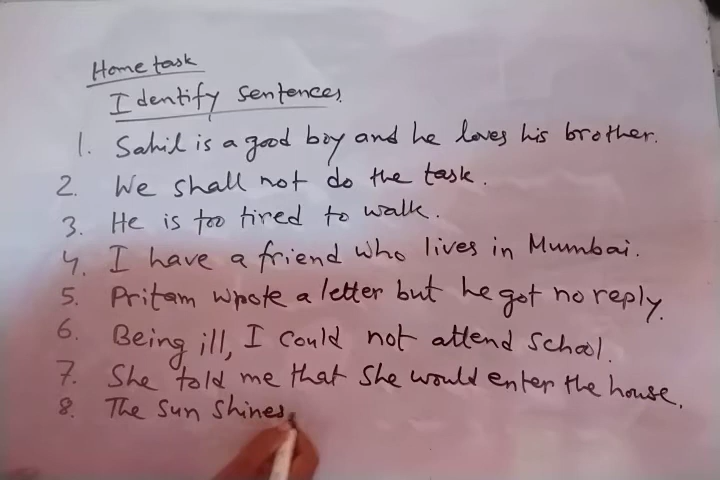 Home task
Identify sentences.
1. Sahil is a good boy and he loves his brother.
2. We shall not do the task.
3. He is too tired to walk.
4. I have a friend who lives in Mumbai.
5. Pritam wrote a letter but he got no reply.
6. Being ill, I could not attend school.
7. She told me that she would enter the house.
8. The sun shines.